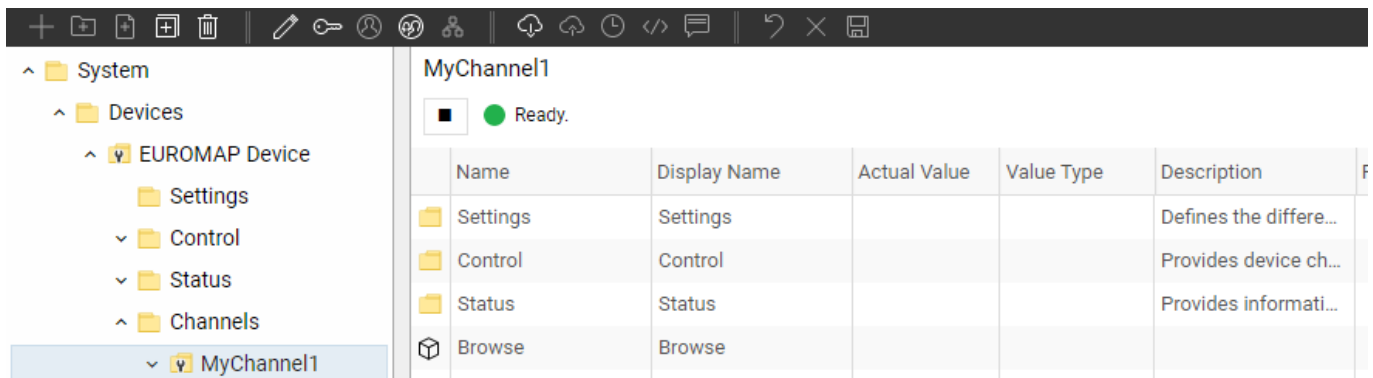 System
Devices
EUROMAP Device
Settings
Control
Status
Channels
MyChannel1
MyChannel1
Ready.
Name Display Name Actual Value Value Type Description
Settings Settings Defines the differe...
Control Control Provides device ch...
Status Status Provides informati...
Browse Browse